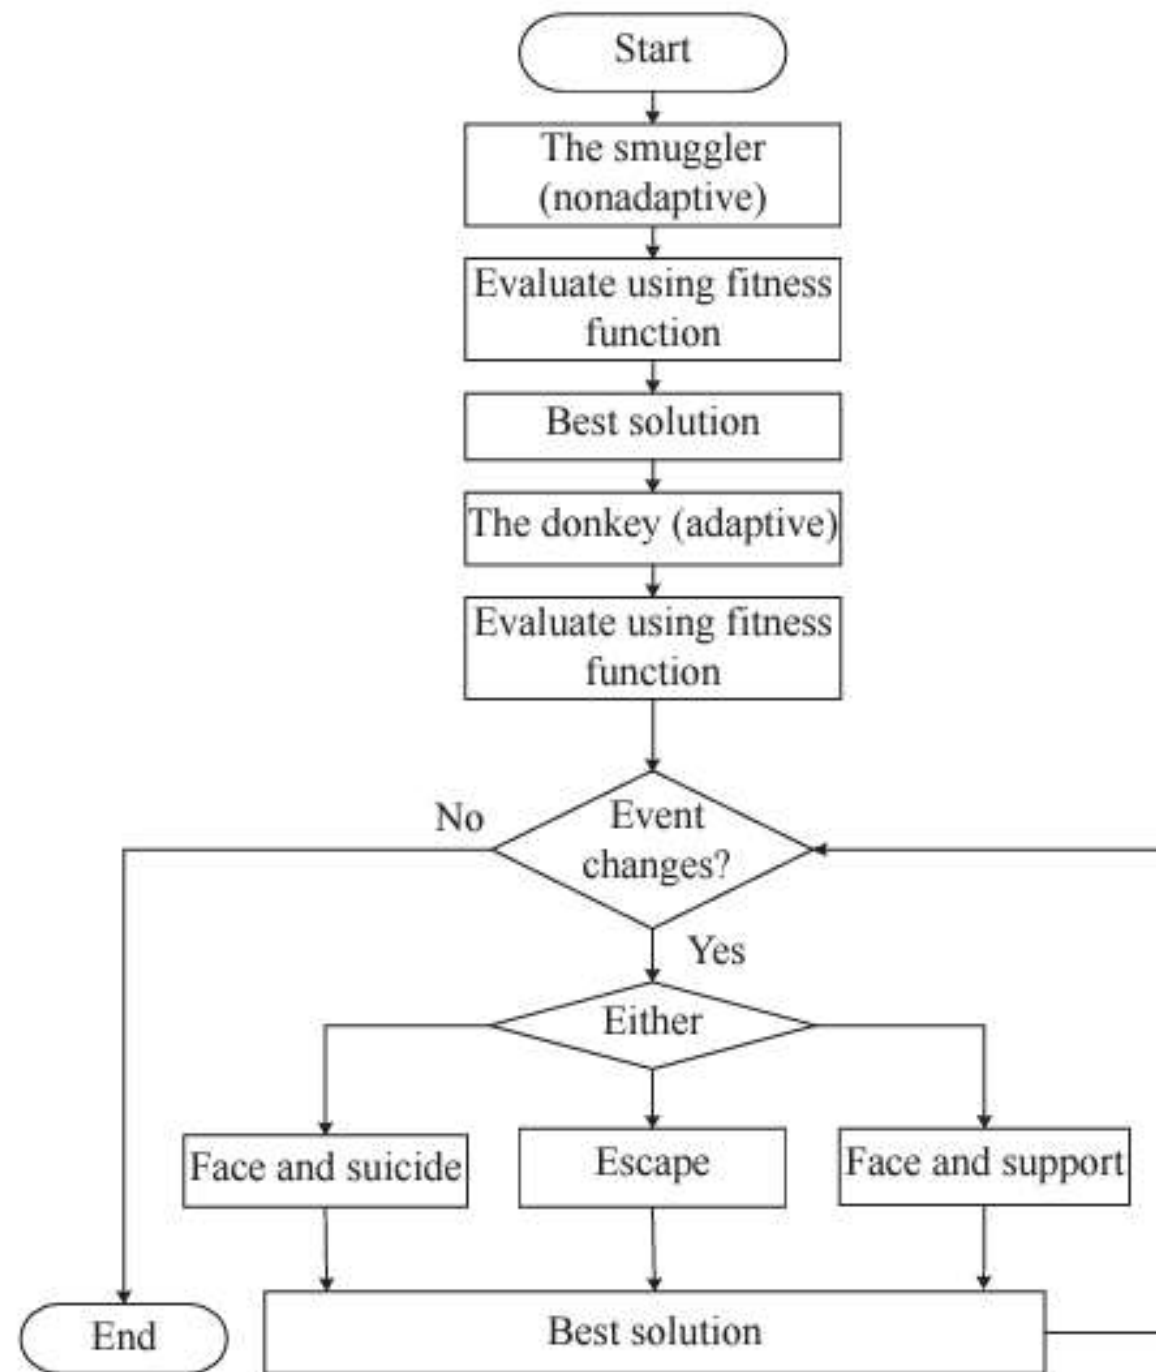 Start
The smuggler
(nonadaptive)
Evaluate using fitness
function
Best solution
The donkey (adaptive)
Evaluate using fitness
function
No
Event
changes?
Yes
Either
Face and suicide
Escape
Face and support
End
Best solution